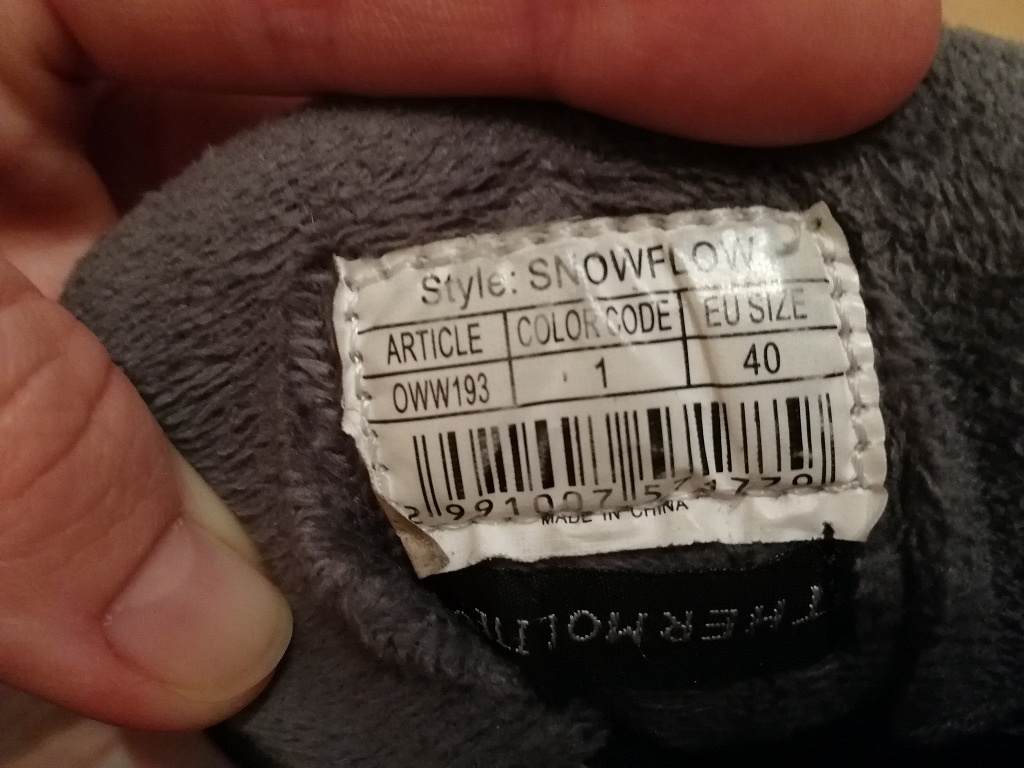 Style: SNOWFLOW
ARTICLE COLOR CODE EU SIZE
OWW193 1 40
MADE IN CHINA